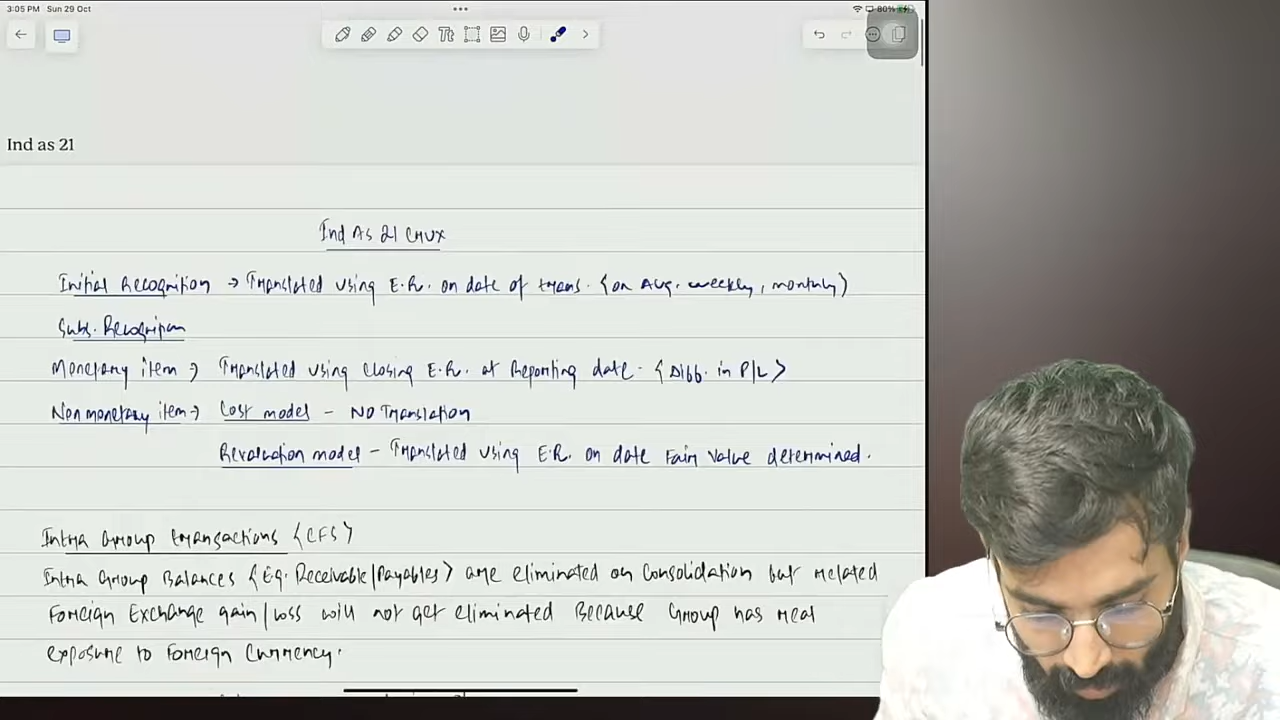 3:05 PM Sun 29 Oct
80%
Ind as 21
Ind As 21 CHUX
Initial Recognition → Translated using E.R. on date of trans. {or Avg. weekly, monthly}
Subs. Recognition
Monetary item → Translated using closing E.R. at Reporting date. {Diff. in P/L}
Non monetary item → Cost model - NO Translation
Revaluation model - Translated using E.R. on date Fair value determined.
Intra Group transactions {CFS}
Intra Group Balances {Eg. Receivable/Payables} are eliminated on consolidation but related
Foreign Exchange gain/loss will not get eliminated Because Group has real
exposure to Foreign Currency.